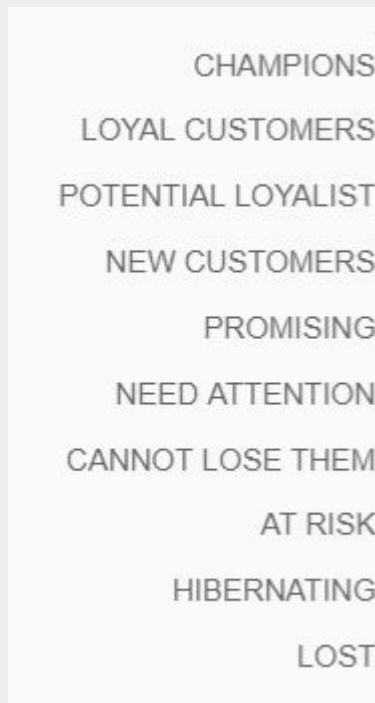 CHAMPIONS
LOYAL CUSTOMERS
POTENTIAL LOYALIST
NEW CUSTOMERS
PROMISING
NEED ATTENTION
CANNOT LOSE THEM
AT RISK
HIBERNATING
LOST